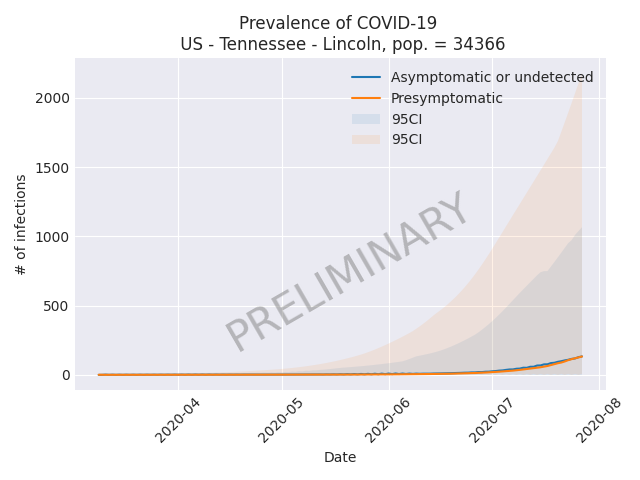 Prevalence of COVID-19
US - Tennessee - Lincoln, pop. = 34366
Asymptomatic or undetected
Presymptomatic
95CI
95CI
2000
1500
1000
500
0
# of infections
PRELIMINARY
2020-04
2020-05
2020-06
2020-07
2020-08
Date